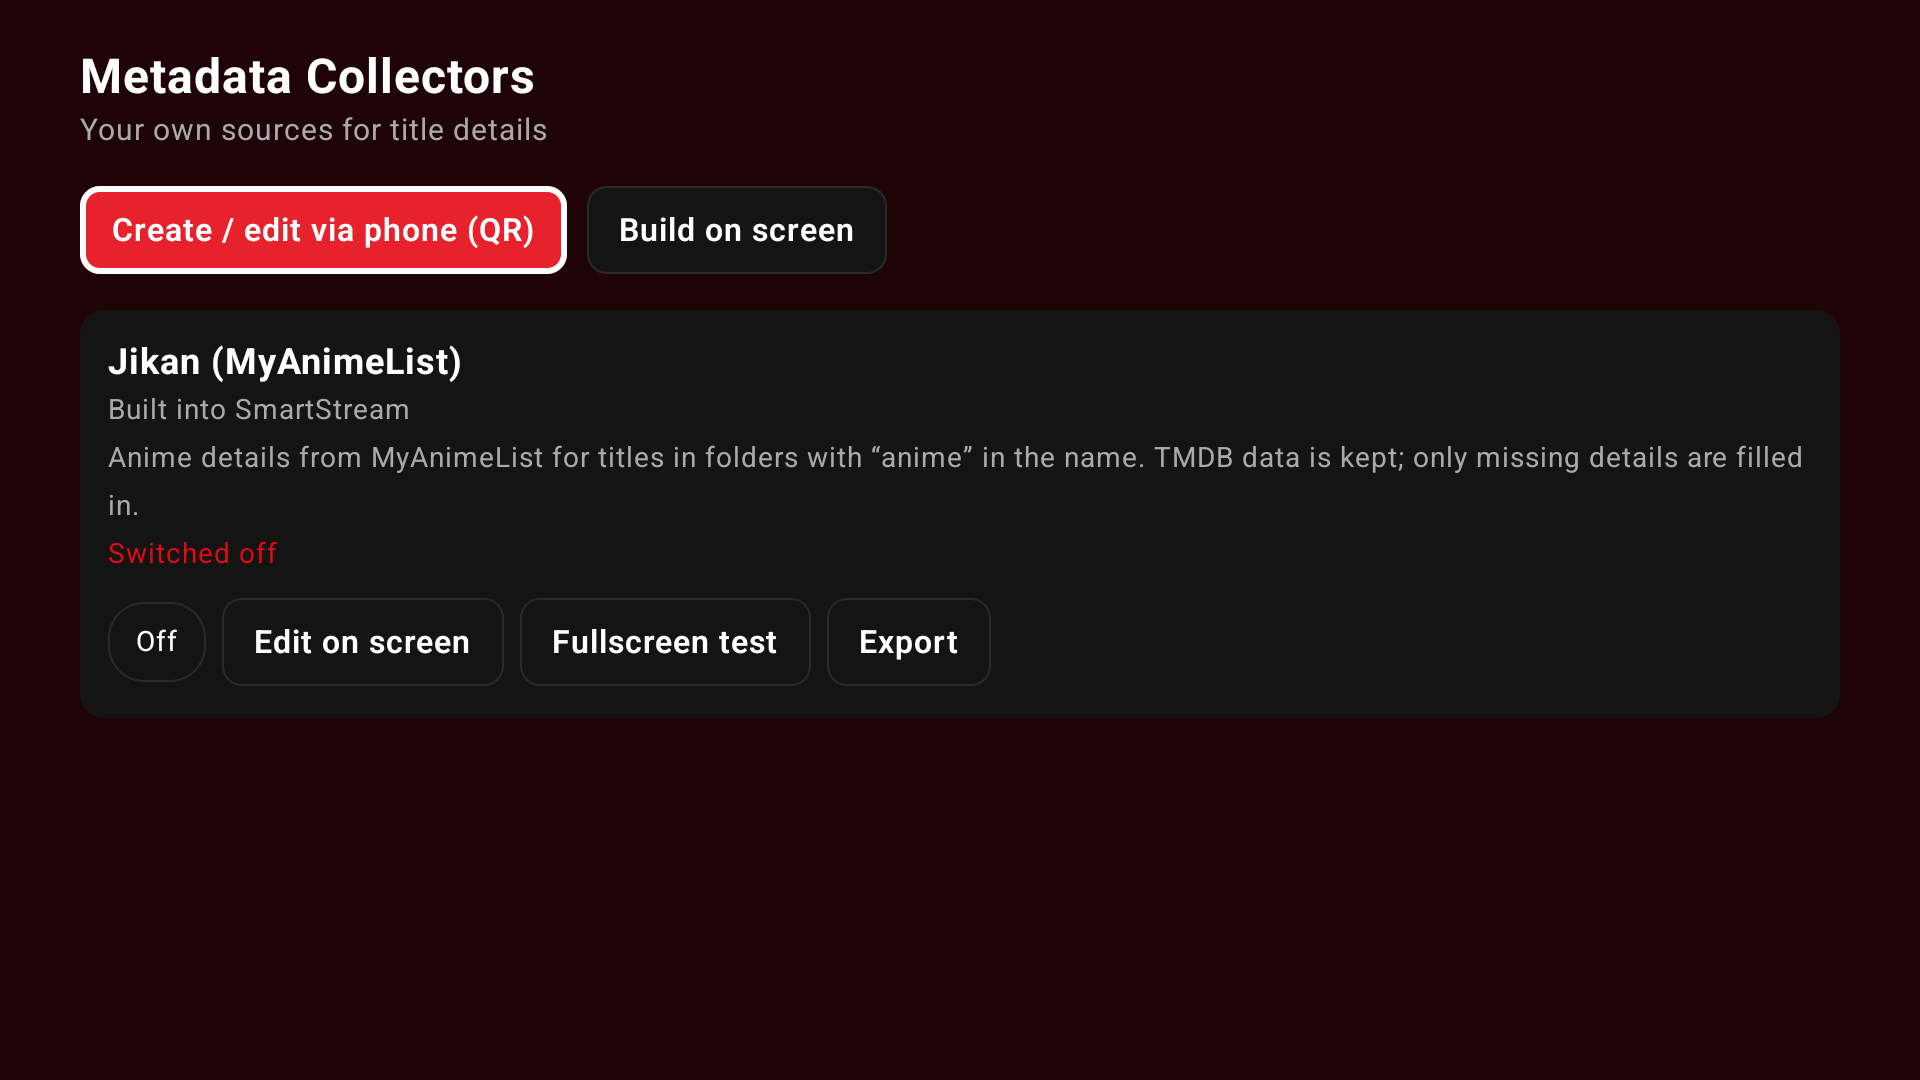 Metadata Collectors
Your own sources for title details
Create / edit via phone (QR)
Build on screen
Jikan (MyAnimeList)
Built into SmartStream
Anime details from MyAnimeList for titles in folders with “anime” in the name. TMDB data is kept; only missing details are filled
in.
Switched off
Off
Edit on screen
Fullscreen test
Export